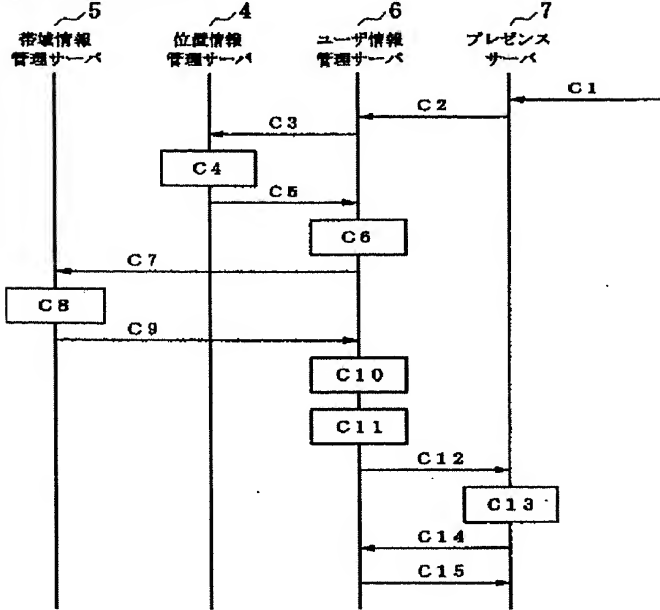 5 4 6 7
帯域情報 位置情報 ユーザ情報 プレゼンス
管理サーバ 管理サーバ 管理サーバ サーバ
C1
C2
C3
C4
C5
C6
C7
C8
C9
C10
C11
C12
C13
C14
C15